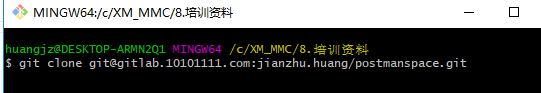 MINGW64:/c/XM_MMC/8.培训资料
huangjz@DESKTOP-ARMN2Q1 MINGW64 /c/XM_MMC/8.培训资料
$ git clone git@gitlab.10101111.com:jianzhu.huang/postmanspace.git